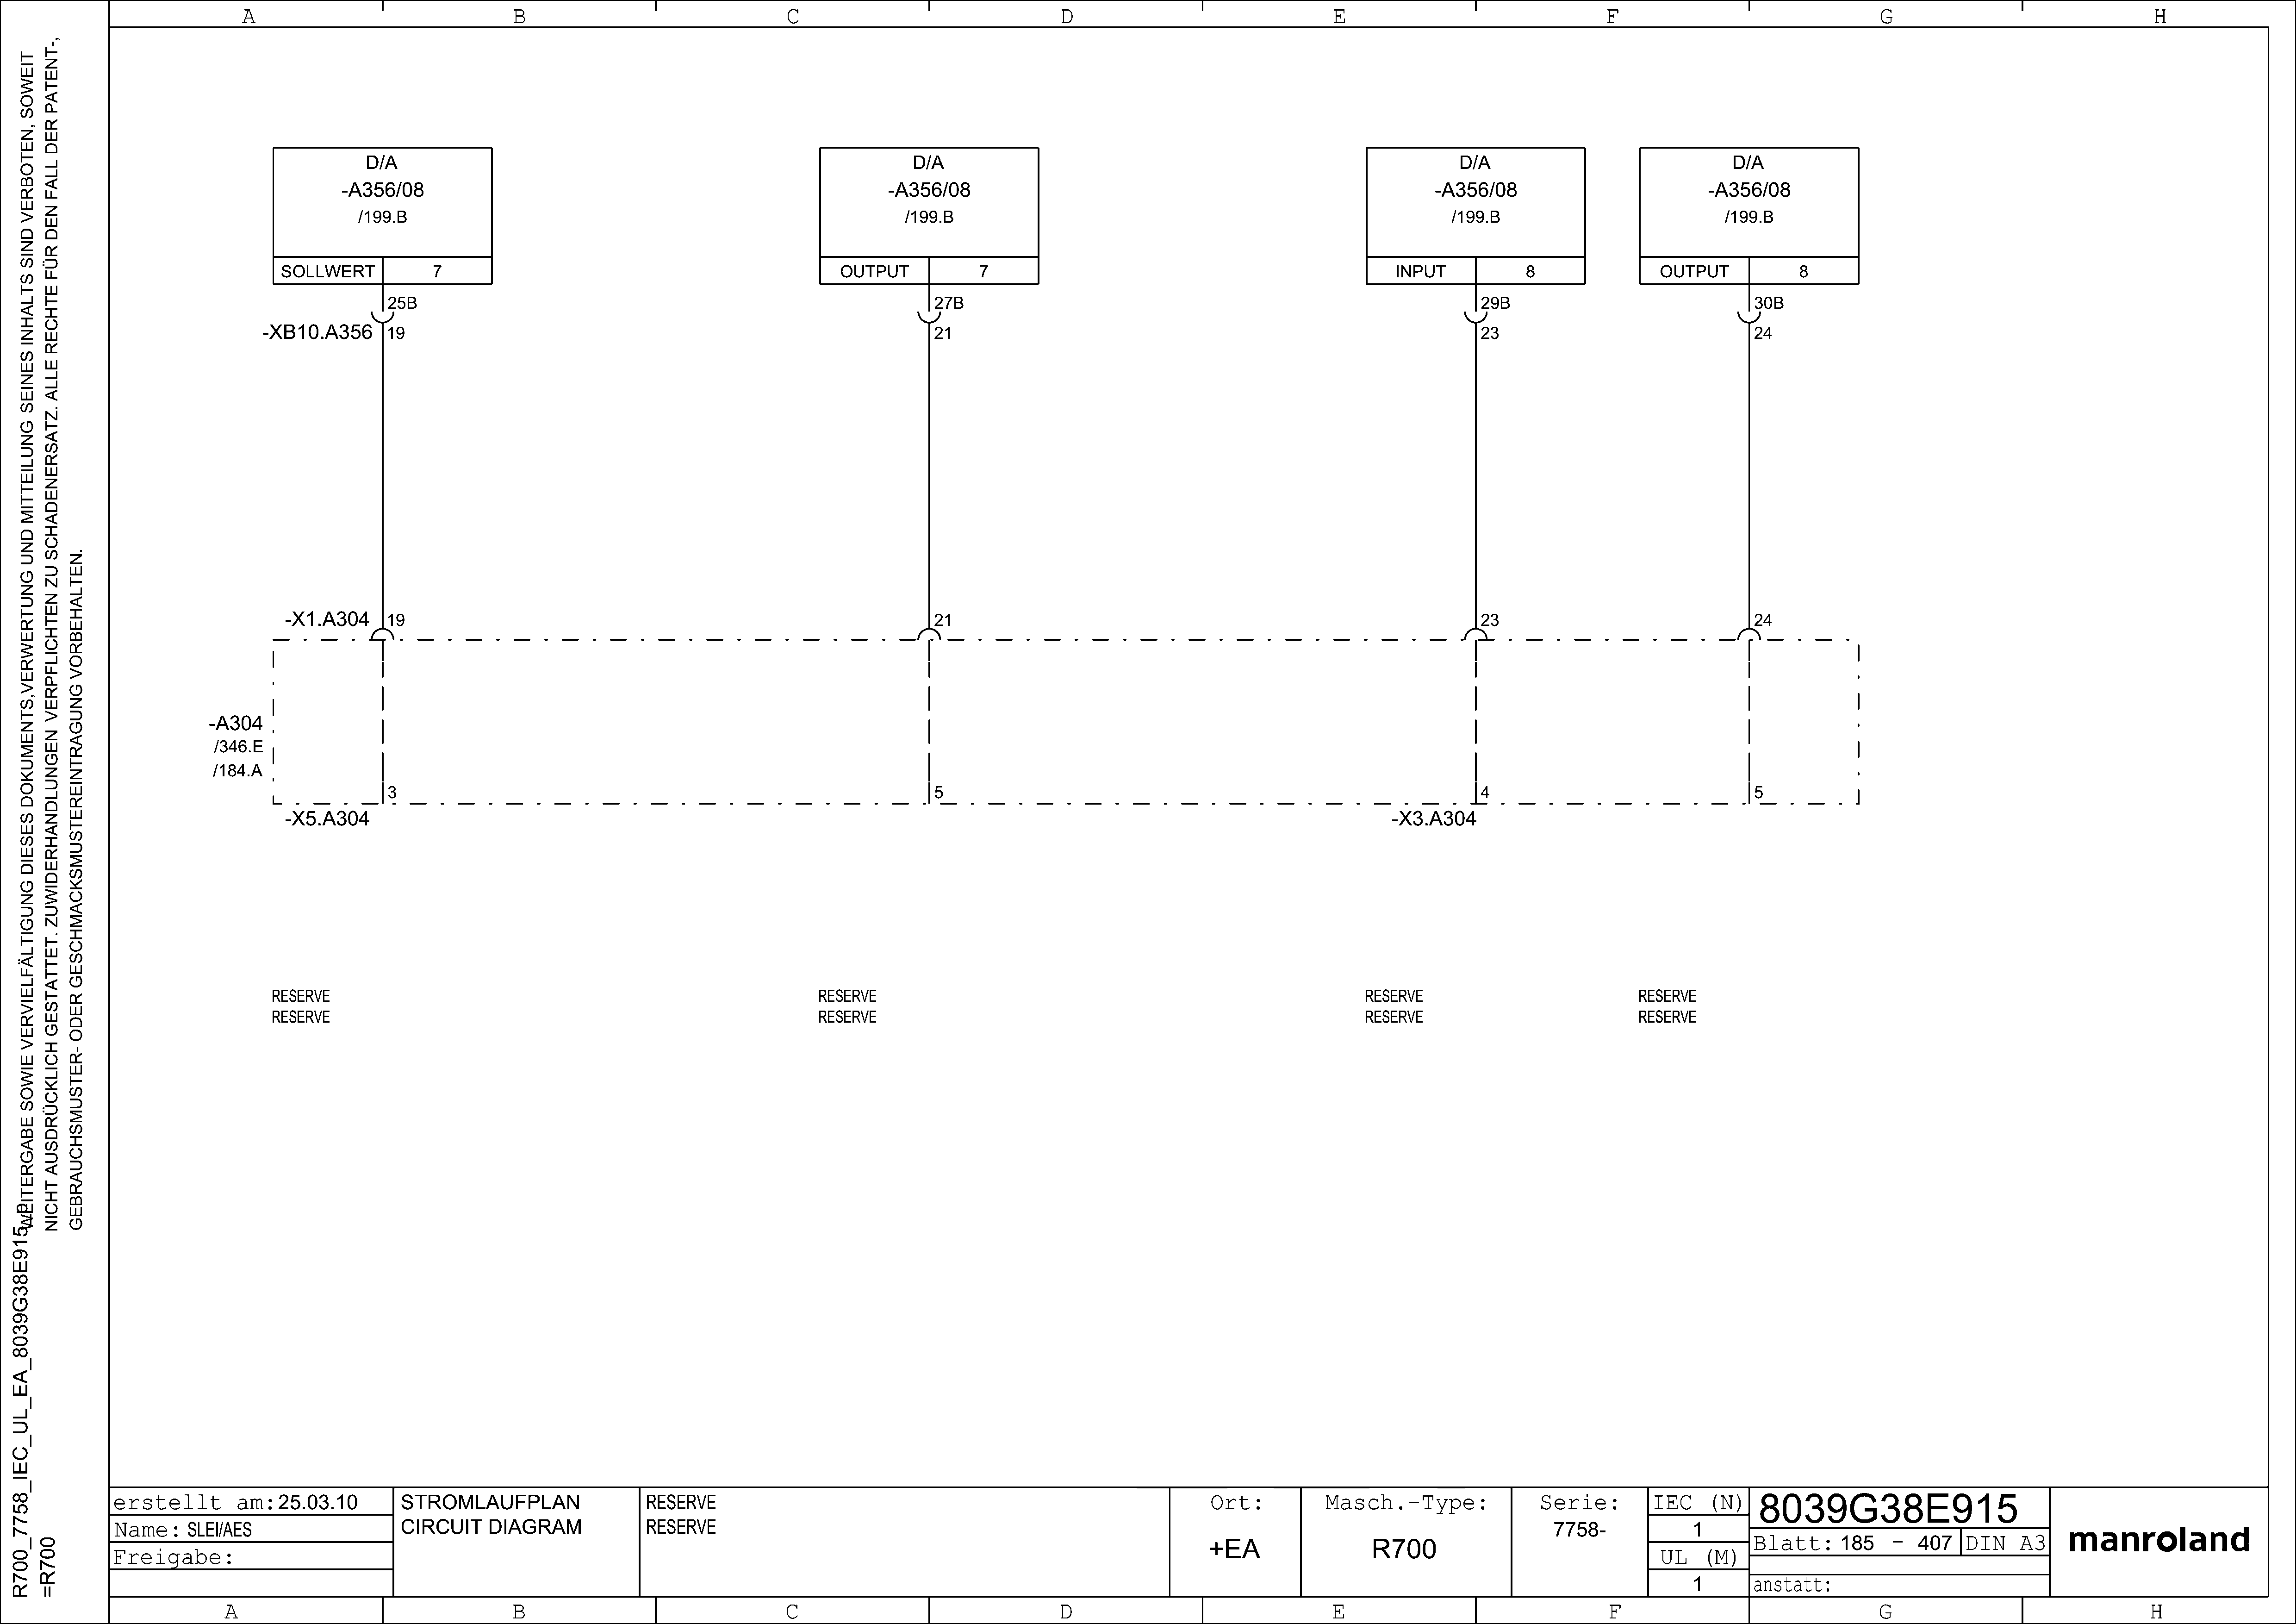 A B C D E F G H
WEITERGABE SOWIE VERVIELFÄLTIGUNG DIESES DOKUMENTS,VERWERTUNG UND MITTEILUNG SEINES INHALTS SIND VERBOTEN, SOWEIT
NICHT AUSDRÜCKLICH GESTATTET. ZUWIDERHANDLUNGEN VERPFLICHTEN ZU SCHADENERSATZ. ALLE RECHTE FÜR DEN FALL DER PATENT-,
GEBRAUCHSMUSTER- ODER GESCHMACKSMUSTEREINTRAGUNG VORBEHALTEN.
R700_7758_IEC_UL_EA_8039G38E915_
=R700
D/A D/A D/A D/A
-A356/08 -A356/08 -A356/08 -A356/08
/199.B /199.B /199.B /199.B
SOLLWERT 7 OUTPUT 7 INPUT 8 OUTPUT 8
25B 27B 29B 30B
-XB10.A356 19 21 23 24
-X1.A304 19 21 23 24
-A304
/346.E
/184.A
3 5 4 5
-X5.A304 -X3.A304
RESERVE RESERVE RESERVE RESERVE
RESERVE RESERVE RESERVE RESERVE
erstellt am: 25.03.10
Name: SLEI/AES
Freigabe:
STROMLAUFPLAN
CIRCUIT DIAGRAM
RESERVE
RESERVE
Ort:
+EA
Masch.-Type:
R700
Serie:
7758-
IEC (N)
1
UL (M)
1
8039G38E915
Blatt: 185 - 407 DIN A3
anstatt:
manroland
A B C D E F G H